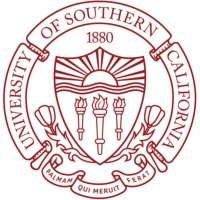 UNIVERSITY OF SOUTHERN CALIFORNIA
1880
PALMAM QUI MERUIT FERAT